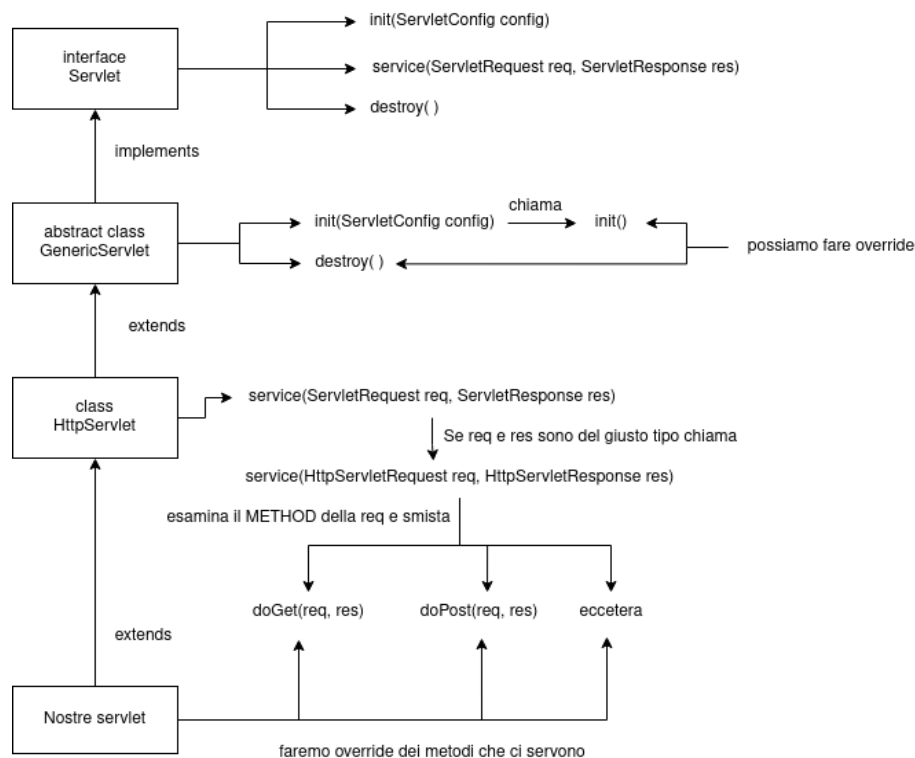 init(ServletConfig config)
interface
Servlet
service(ServletRequest req, ServletResponse res)
destroy( )
implements
abstract class
GenericServlet
init(ServletConfig config)
chiama
init()
destroy( )
possiamo fare override
extends
class
HttpServlet
service(ServletRequest req, ServletResponse res)
Se req e res sono del giusto tipo chiama
service(HttpServletRequest req, HttpServletResponse res)
esamina il METHOD della req e smista
doGet(req, res)
doPost(req, res)
eccetera
extends
Nostre servlet
faremo override dei metodi che ci servono